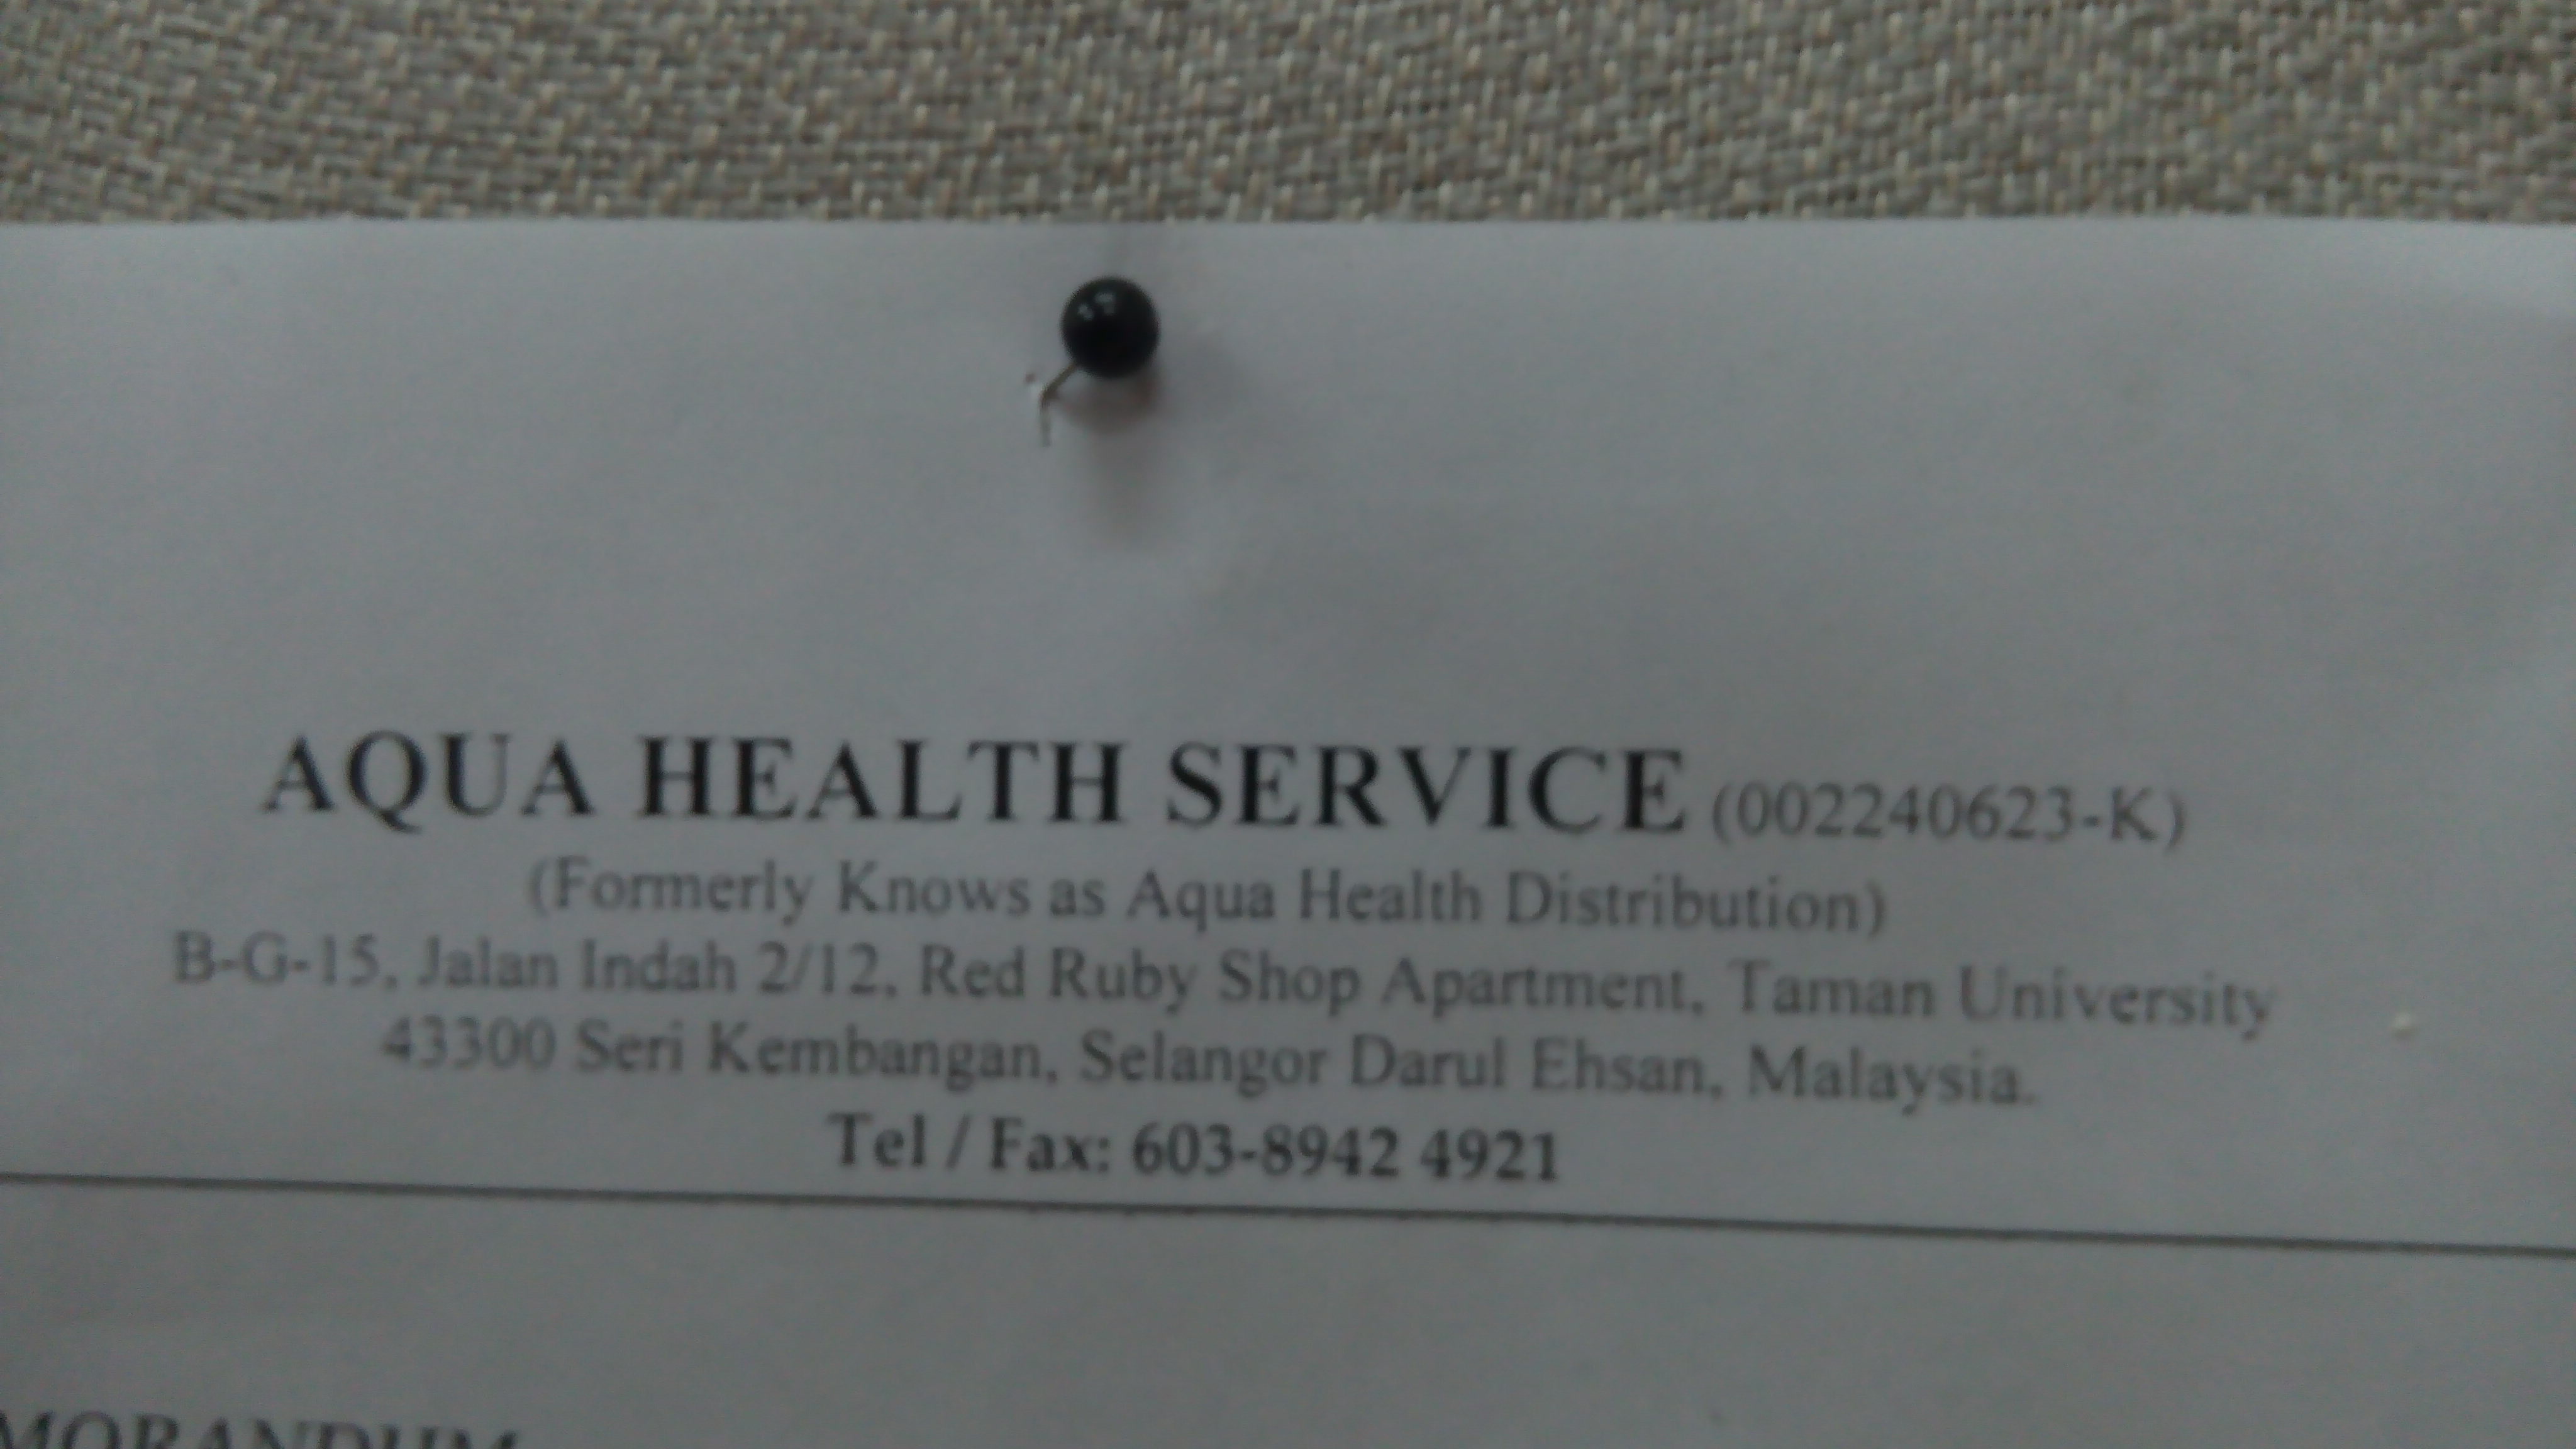 AQUA HEALTH SERVICE (002240623-K)
(Formerly Knows as Aqua Health Distribution)
B-G-15, Jalan Indah 2/12, Red Ruby Shop Apartment, Taman University
43300 Seri Kembangan, Selangor Darul Ehsan, Malaysia.
Tel / Fax: 603-8942 4921
MORANDUM